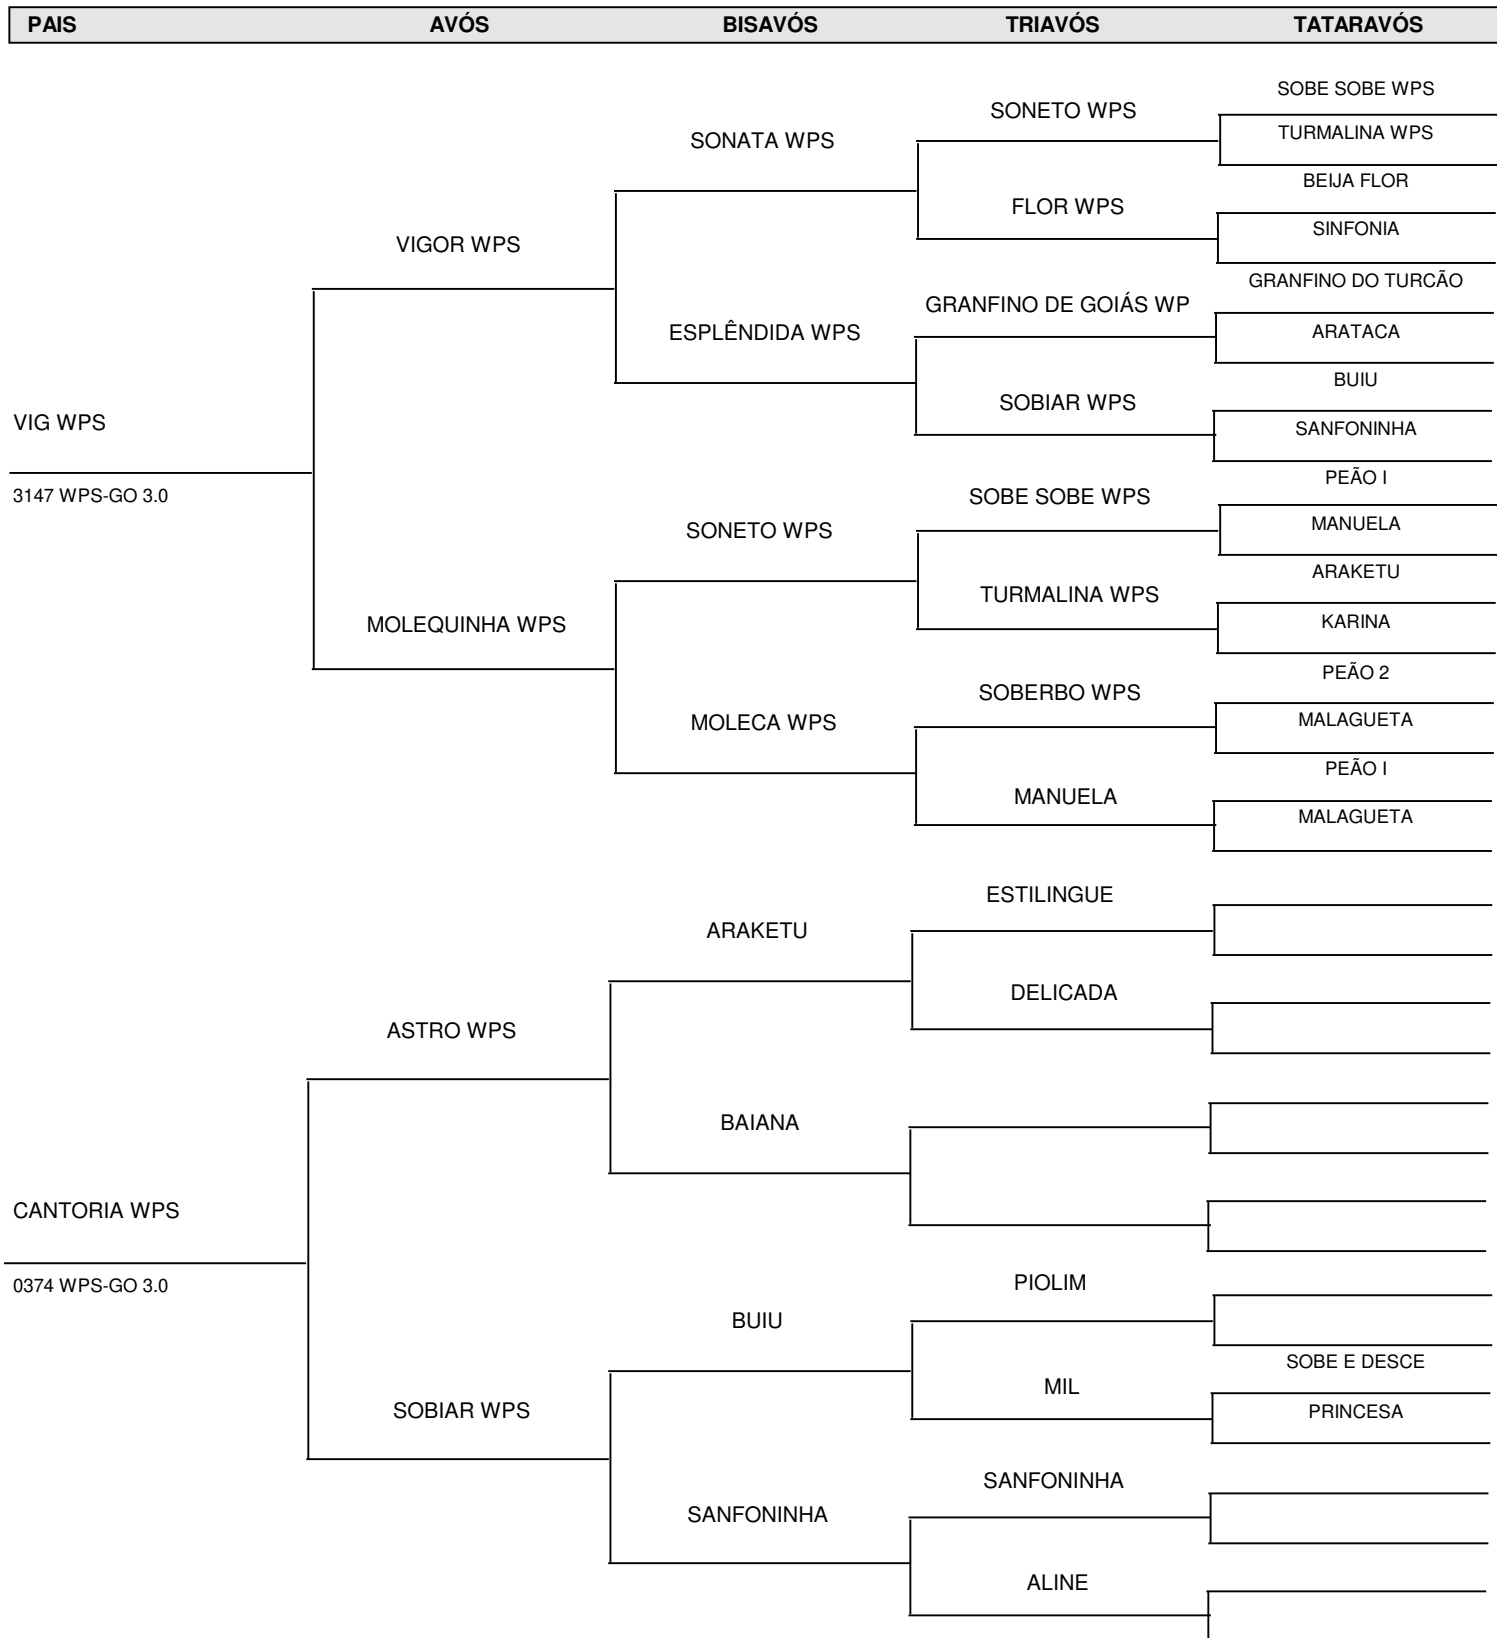 PAIS AVÓS BISAVÓS TRIAVÓS TATARAVÓS
SOBE SOBE WPS
SONETO WPS
TURMALINA WPS
SONATA WPS
BEIJA FLOR
FLOR WPS
SINFONIA
VIGOR WPS
GRANFINO DO TURCÃO
GRANFINO DE GOIÁS WP
ARATACA
ESPLÊNDIDA WPS
BUIU
SOBIAR WPS
SANFONINHA
VIG WPS
3147 WPS-GO 3.0
PEÃO I
SOBE SOBE WPS
MANUELA
SONETO WPS
ARAKETU
TURMALINA WPS
KARINA
MOLEQUINHA WPS
PEÃO 2
SOBERBO WPS
MALAGUETA
MOLECA WPS
PEÃO I
MANUELA
MALAGUETA
ESTILINGUE
ARAKETU
DELICADA
ASTRO WPS
BAIANA
CANTORIA WPS
0374 WPS-GO 3.0
PIOLIM
BUIU
SOBE E DESCE
MIL
PRINCESA
SOBIAR WPS
SANFONINHA
SANFONINHA
ALINE